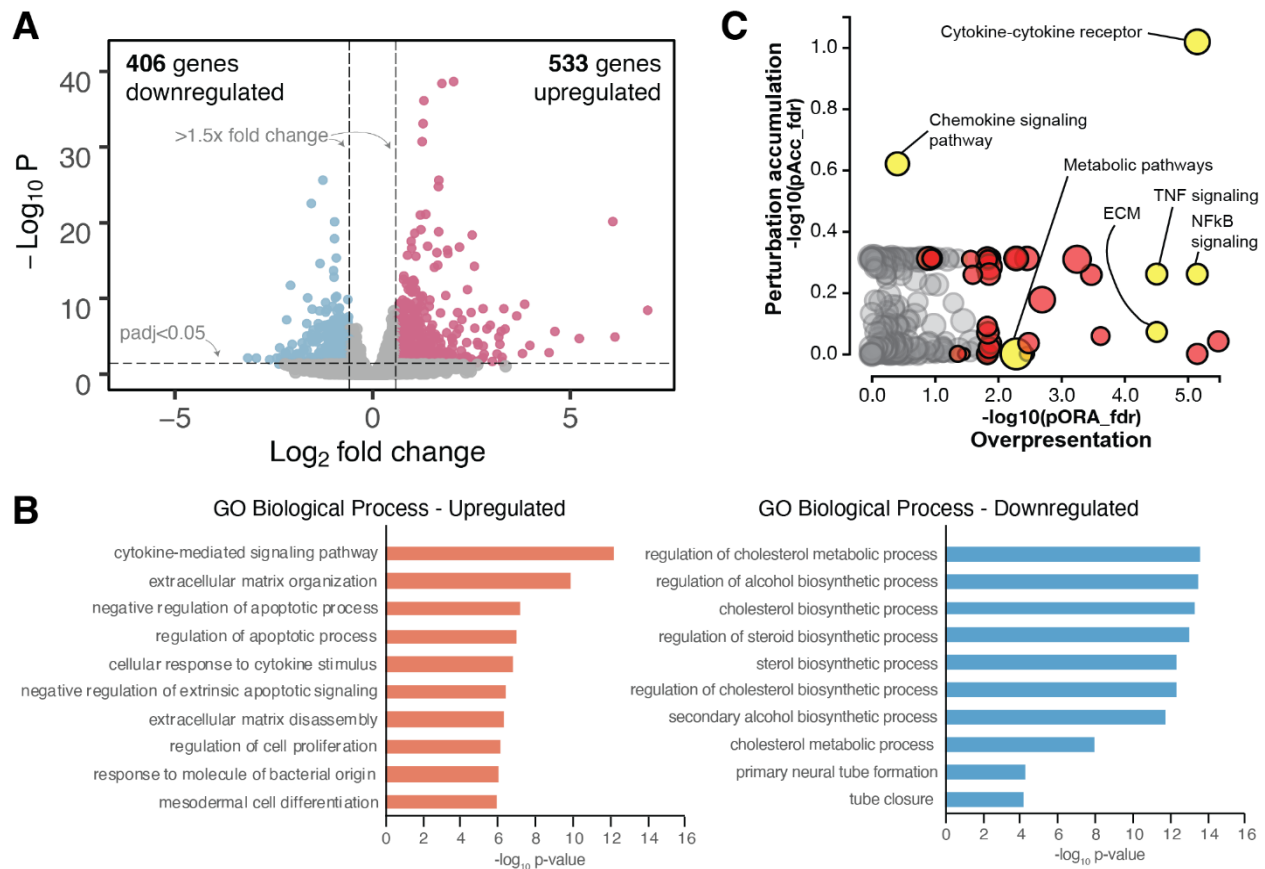 A
406 genes
downregulated
533 genes
upregulated
>1.5x fold change
padj<0.05
− Log10 P
40
30
20
10
0
−5
0
5
Log2 fold change
C
Cytokine-cytokine receptor
Chemokine signaling
pathway
Metabolic pathways
ECM
TNF signaling
NFkB
signaling
Perturbation accumulation
-log10(pAcc_fdr)
1.0
0.8
0.6
0.4
0.2
0.0
0.0
1.0
2.0
3.0
4.0
5.0
-log10(pORA_fdr)
Overpresentation
B
GO Biological Process - Upregulated
cytokine-mediated signaling pathway
extracellular matrix organization
negative regulation of apoptotic process
regulation of apoptotic process
cellular response to cytokine stimulus
negative regulation of extrinsic apoptotic signaling
extracellular matrix disassembly
regulation of cell proliferation
response to molecule of bacterial origin
mesodermal cell differentiation
0 2 4 6 8 10 12 14 16
-log10 p-value
GO Biological Process - Downregulated
regulation of cholesterol metabolic process
regulation of alcohol biosynthetic process
cholesterol biosynthetic process
regulation of steroid biosynthetic process
sterol biosynthetic process
regulation of cholesterol biosynthetic process
secondary alcohol biosynthetic process
cholesterol metabolic process
primary neural tube formation
tube closure
0 2 4 6 8 10 12 14 16
-log10 p-value